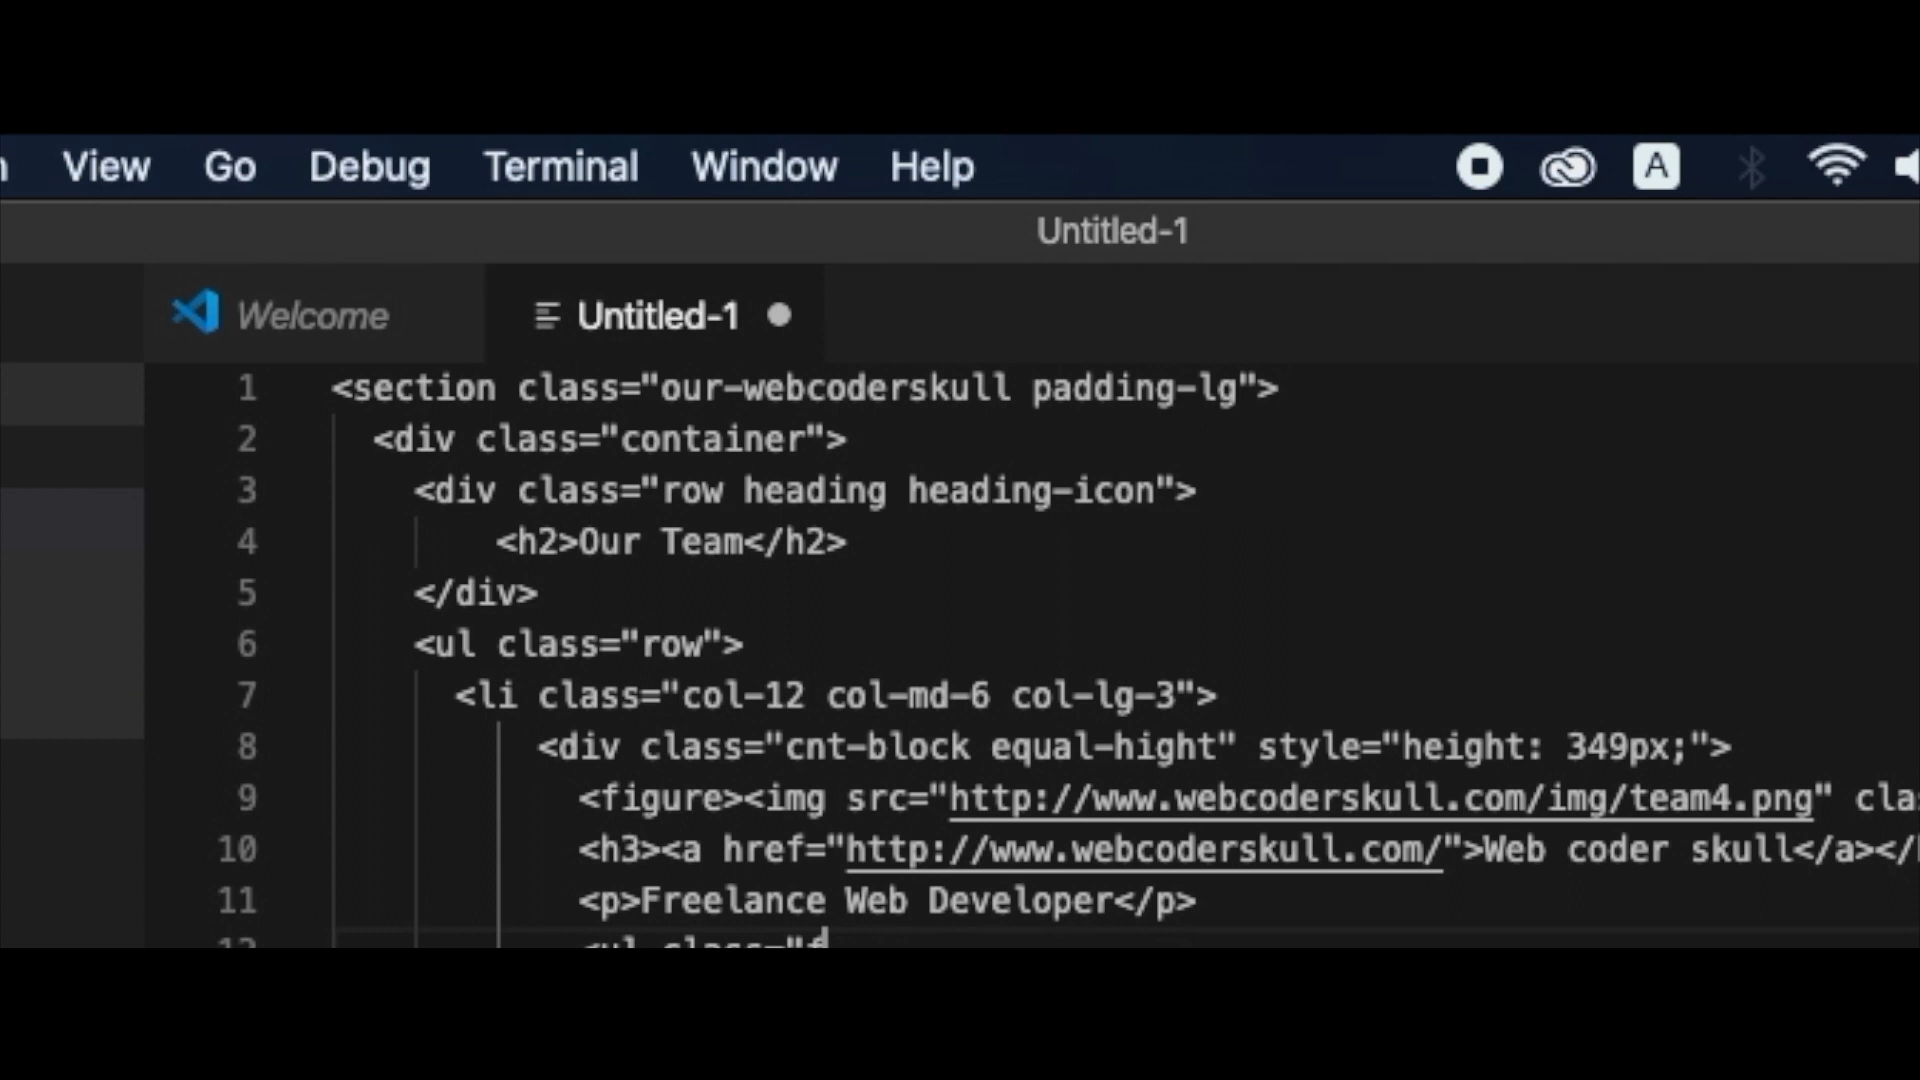 View Go Debug Terminal Window Help A
Untitled-1
Welcome Untitled-1
1 <section class="our-webcoderskull padding-lg">
2 <div class="container">
3 <div class="row heading heading-icon">
4 <h2>Our Team</h2>
5 </div>
6 <ul class="row">
7 <li class="col-12 col-md-6 col-lg-3">
8 <div class="cnt-block equal-hight" style="height: 349px;">
9 <figure><img src="http://www.webcoderskull.com/img/team4.png" clas
10 <h3><a href="http://www.webcoderskull.com/">Web coder skull</a></h
11 <p>Freelance Web Developer</p>
12 <ul class="f